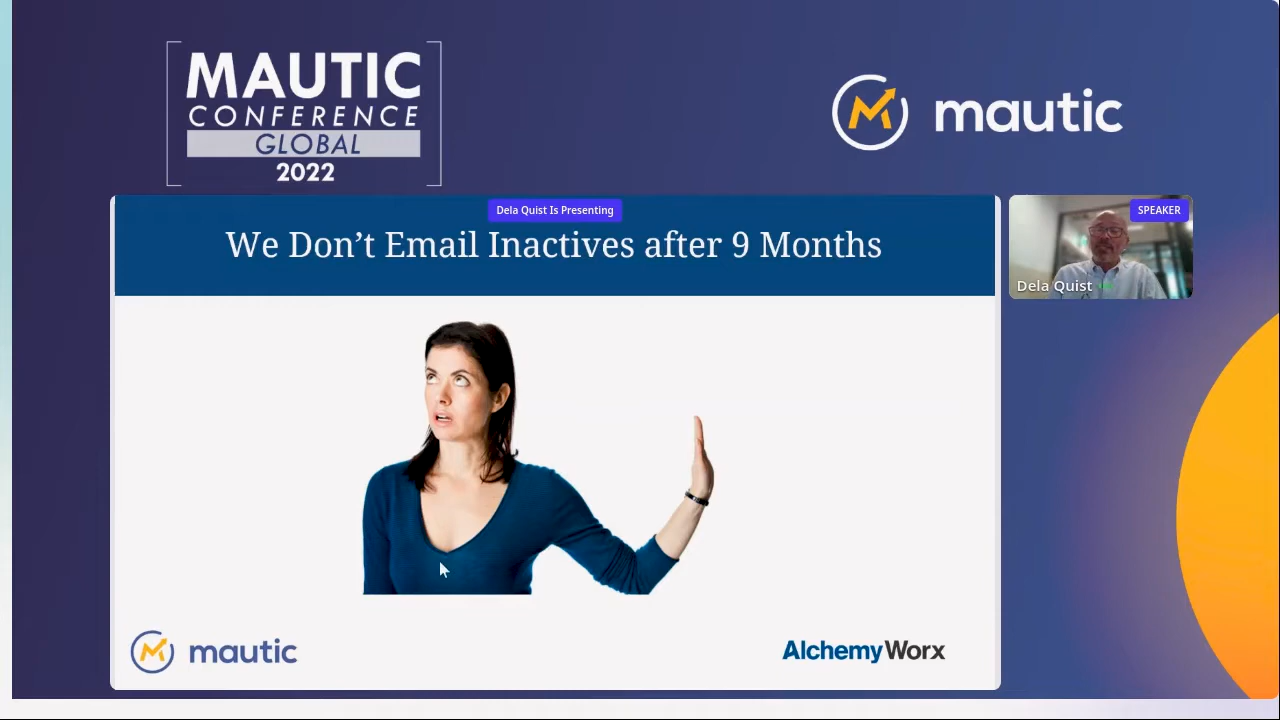 MAUTIC
CONFERENCE
GLOBAL
2022
mautic
Dela Quist Is Presenting
We Don’t Email Inactives after 9 Months
SPEAKER
Dela Quist
mautic
AlchemyWorx